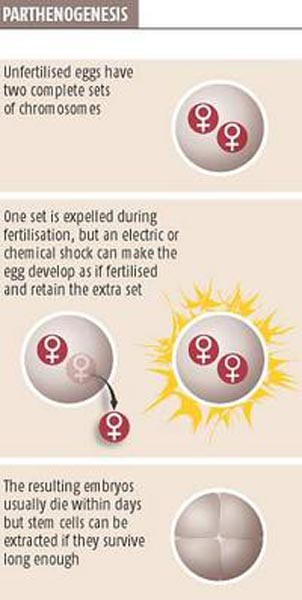 PARTHENOGENESIS
Unfertilised eggs have
two complete sets
of chromosomes
One set is expelled during
fertilisation, but an electric or
chemical shock can make the
egg develop as if fertilised
and retain the extra set
The resulting embryos
usually die within days
but stem cells can be
extracted if they survive
long enough